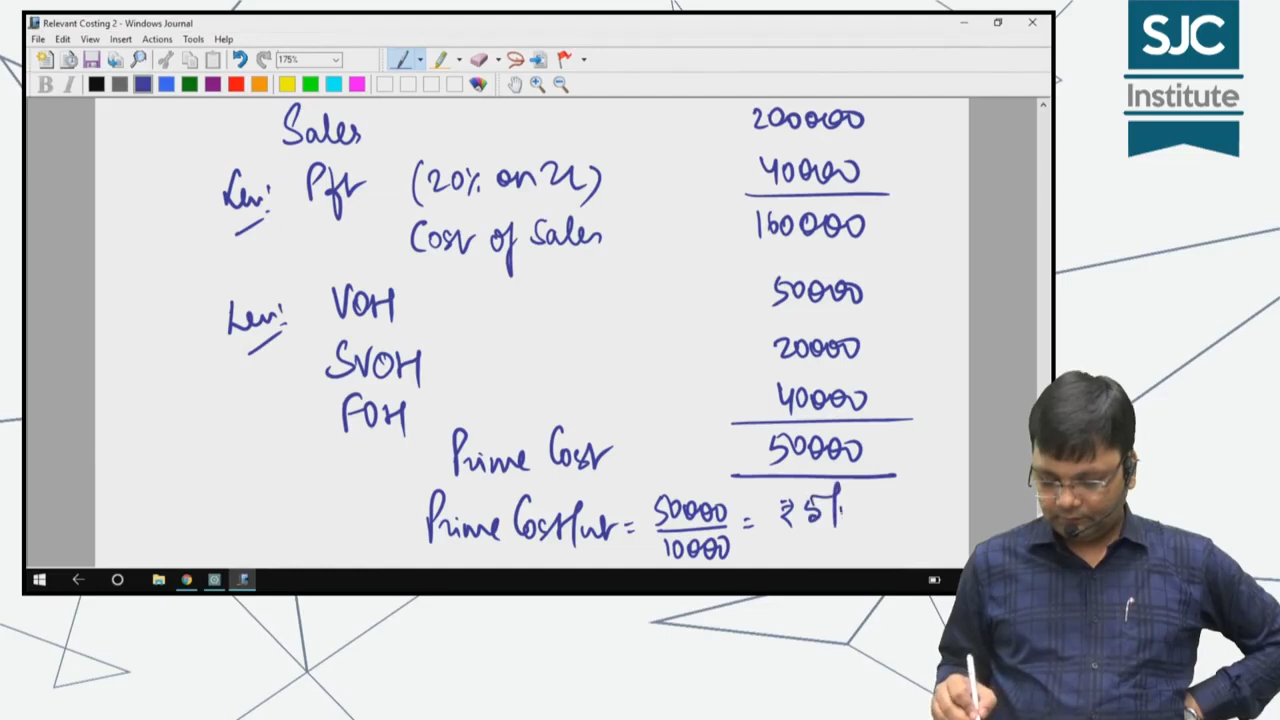 Relevant Costing 2 - Windows Journal
File Edit View Insert Actions Tools Help
175%
B I
SJC
Institute
Sales 200000
Less: Pft (20% on 2L) 40000
Cost of Sales 160000
Less: VOH 50000
SVOH 20000
FOH 40000
Prime Cost 50000
Prime Cost/unit = 50000/10000 = ₹5/.